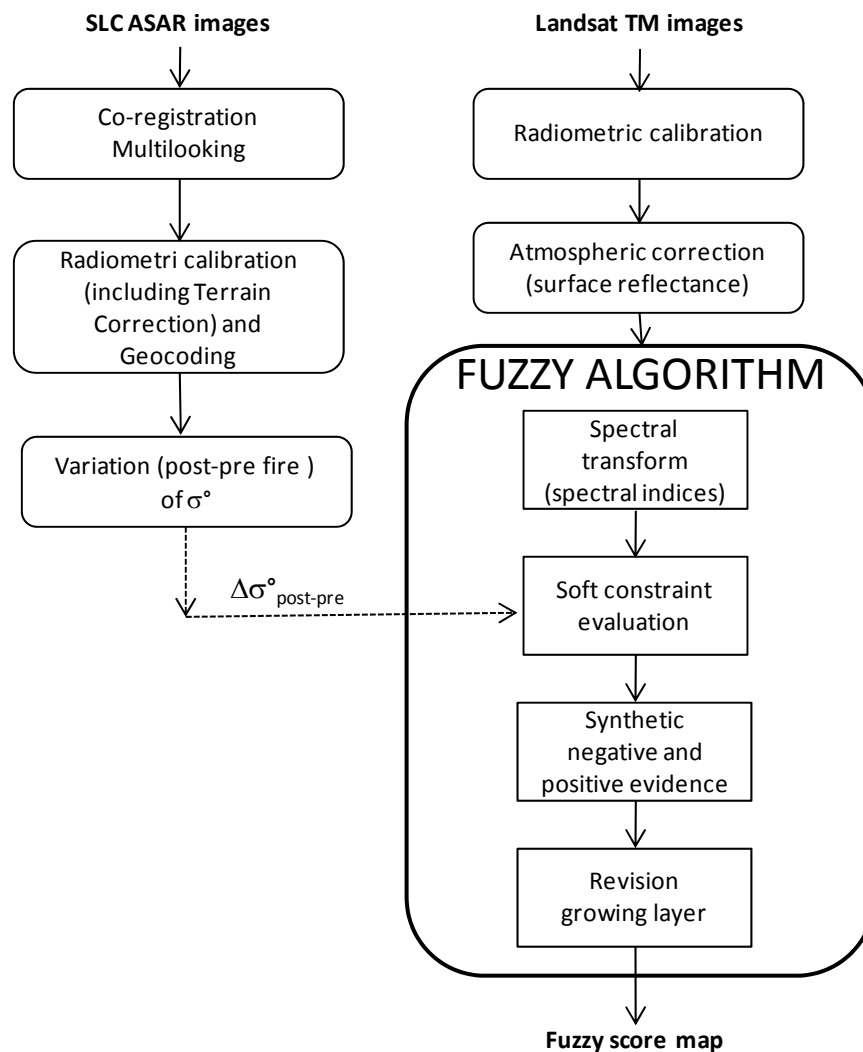 SLC ASAR images
Co-registration
Multilooking
Radiometri calibration
(including Terrain
Correction) and
Geocoding
Variation (post-pre fire )
of σ°
Δσ°post-pre
Landsat TM images
Radiometric calibration
Atmospheric correction
(surface reflectance)
FUZZY ALGORITHM
Spectral
transform
(spectral indices)
Soft constraint
evaluation
Synthetic
negative and
positive evidence
Revision
growing layer
Fuzzy score map